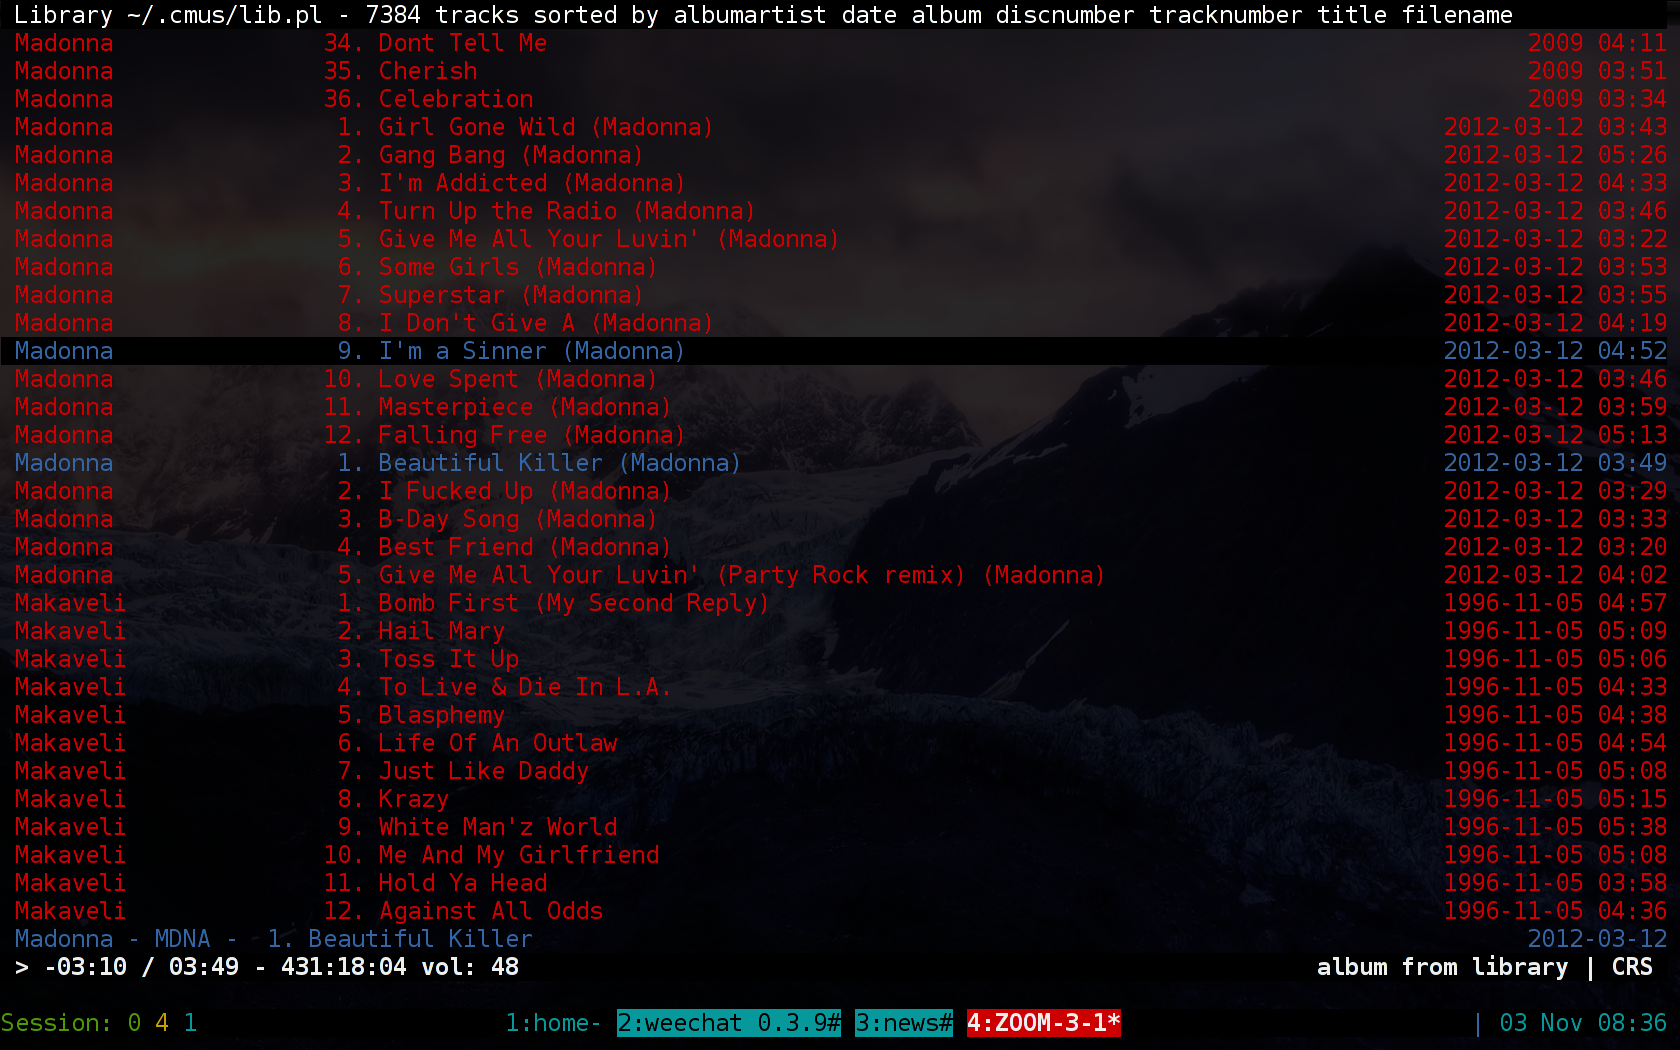 Library ~/.cmus/lib.pl - 7384 tracks sorted by albumartist date album discnumber tracknumber title filename
Madonna 34. Dont Tell Me 2009 04:11
Madonna 35. Cherish 2009 03:51
Madonna 36. Celebration 2009 03:34
Madonna 1. Girl Gone Wild (Madonna) 2012-03-12 03:43
Madonna 2. Gang Bang (Madonna) 2012-03-12 05:26
Madonna 3. I'm Addicted (Madonna) 2012-03-12 04:33
Madonna 4. Turn Up the Radio (Madonna) 2012-03-12 03:46
Madonna 5. Give Me All Your Luvin' (Madonna) 2012-03-12 03:22
Madonna 6. Some Girls (Madonna) 2012-03-12 03:53
Madonna 7. Superstar (Madonna) 2012-03-12 03:55
Madonna 8. I Don't Give A (Madonna) 2012-03-12 04:19
Madonna 9. I'm a Sinner (Madonna) 2012-03-12 04:52
Madonna 10. Love Spent (Madonna) 2012-03-12 03:46
Madonna 11. Masterpiece (Madonna) 2012-03-12 03:59
Madonna 12. Falling Free (Madonna) 2012-03-12 05:13
Madonna 1. Beautiful Killer (Madonna) 2012-03-12 03:49
Madonna 2. I Fucked Up (Madonna) 2012-03-12 03:29
Madonna 3. B-Day Song (Madonna) 2012-03-12 03:33
Madonna 4. Best Friend (Madonna) 2012-03-12 03:20
Madonna 5. Give Me All Your Luvin' (Party Rock remix) (Madonna) 2012-03-12 04:02
Makaveli 1. Bomb First (My Second Reply) 1996-11-05 04:57
Makaveli 2. Hail Mary 1996-11-05 05:09
Makaveli 3. Toss It Up 1996-11-05 05:06
Makaveli 4. To Live & Die In L.A. 1996-11-05 04:33
Makaveli 5. Blasphemy 1996-11-05 04:38
Makaveli 6. Life Of An Outlaw 1996-11-05 04:54
Makaveli 7. Just Like Daddy 1996-11-05 05:08
Makaveli 8. Krazy 1996-11-05 05:15
Makaveli 9. White Man'z World 1996-11-05 05:38
Makaveli 10. Me And My Girlfriend 1996-11-05 05:08
Makaveli 11. Hold Ya Head 1996-11-05 03:58
Makaveli 12. Against All Odds 1996-11-05 04:36
Madonna - MDNA - 1. Beautiful Killer 2012-03-12
> -03:10 / 03:49 - 431:18:04 vol: 48 album from library | CRS
Session: 0 4 1 1:home- 2:weechat 0.3.9# 3:news# 4:ZOOM-3-1* | 03 Nov 08:36